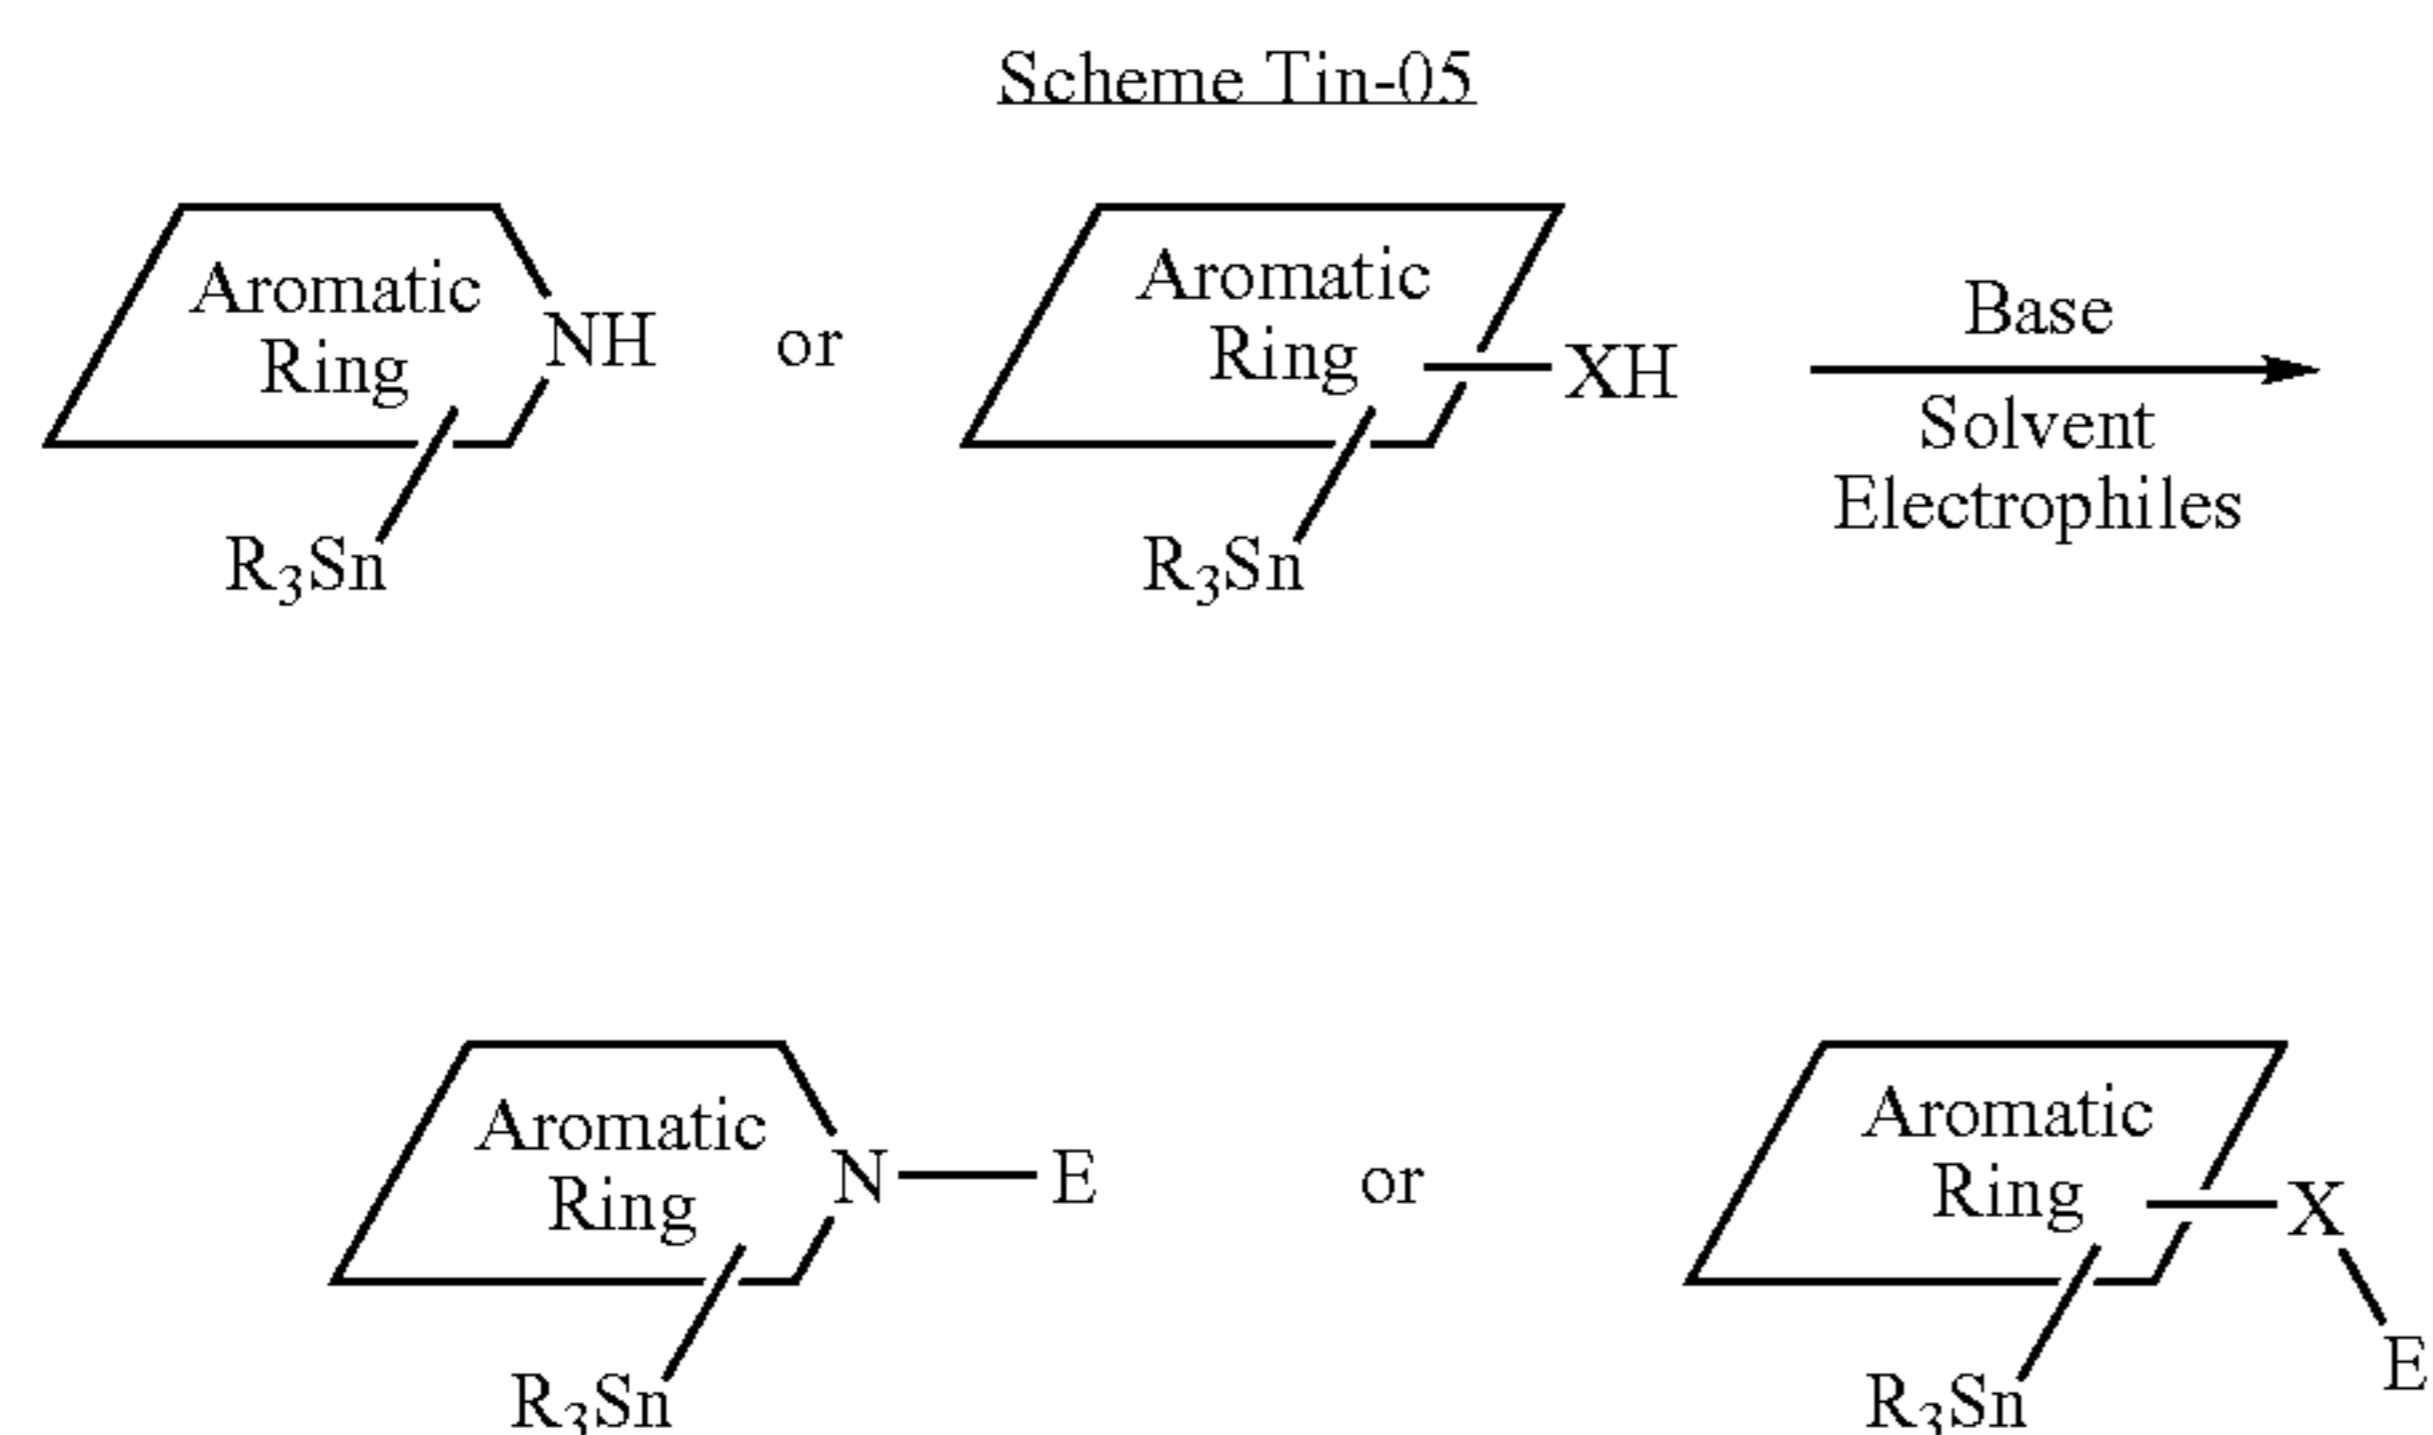 Scheme Tin-05
Aromatic
Ring
NH
R3Sn
or
Aromatic
Ring
XH
R3Sn
Base
Solvent
Electrophiles
Aromatic
Ring
N
E
R3Sn
or
Aromatic
Ring
X
E
R3Sn